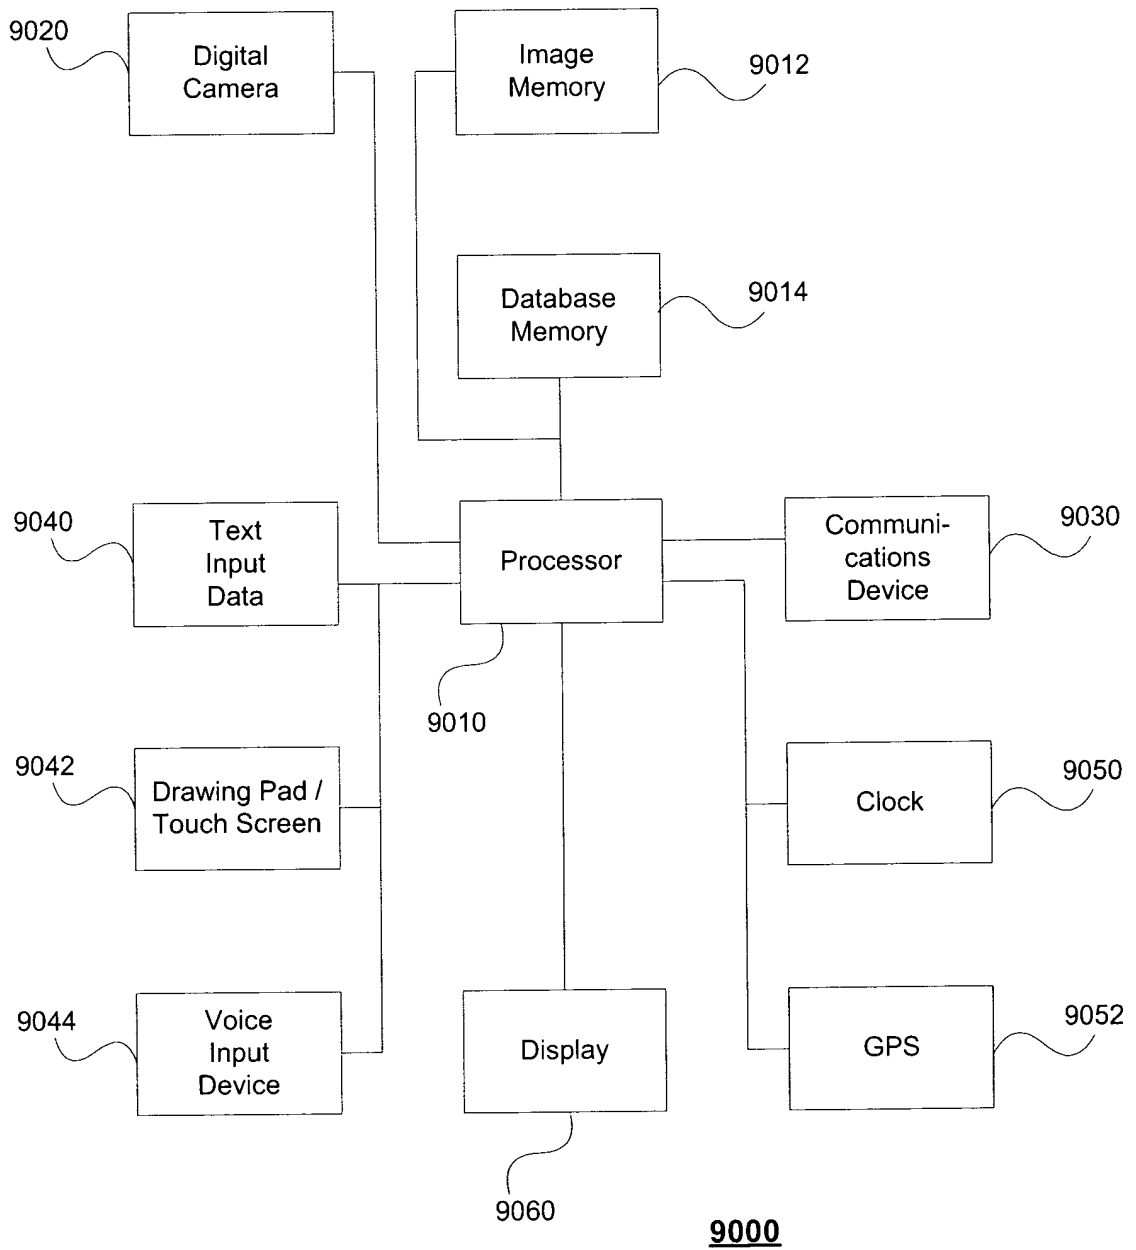 9020
Digital
Camera
Image
Memory
9012
Database
Memory
9014
9040
Text
Input
Data
Processor
9010
Communi-
cations
Device
9030
9042
Drawing Pad /
Touch Screen
Clock
9050
9044
Voice
Input
Device
Display
9060
GPS
9052
9000